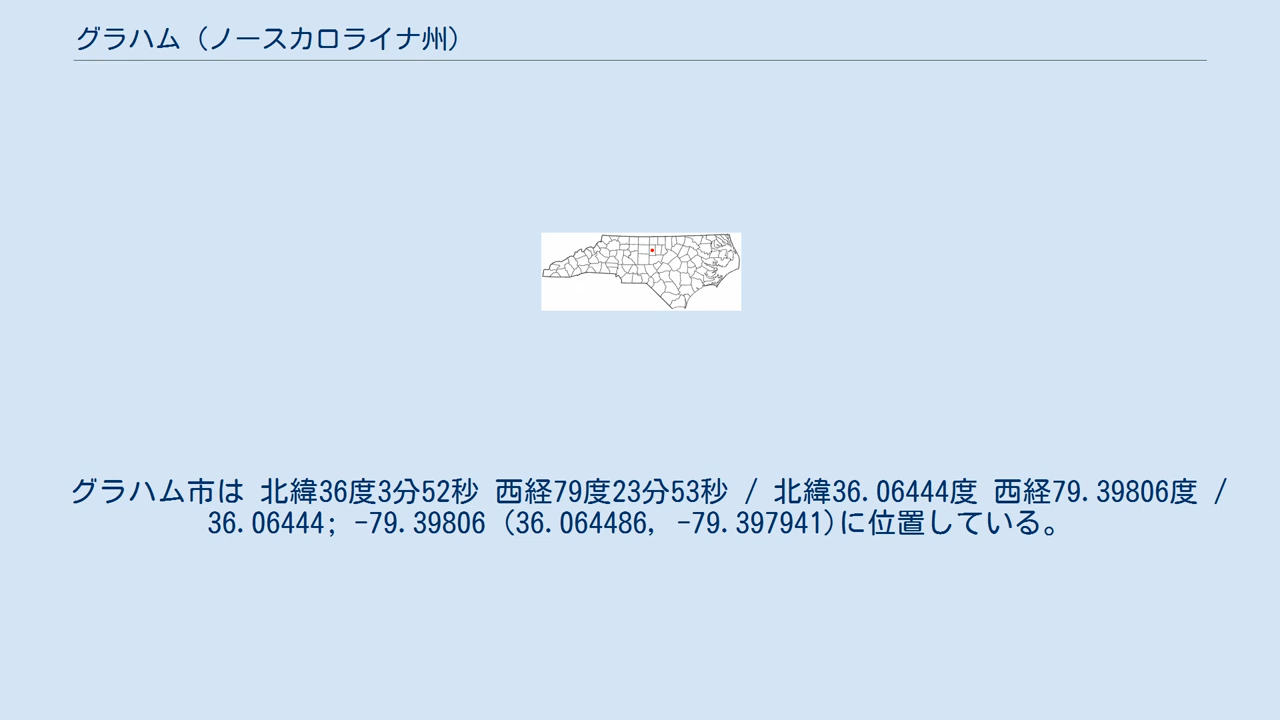 グラハム (ノースカロライナ州)
グラハム市は 北緯36度3分52秒 西経79度23分53秒 / 北緯36.06444度 西経79.39806度 /
36.06444; -79.39806 (36.064486, -79.397941)に位置している。